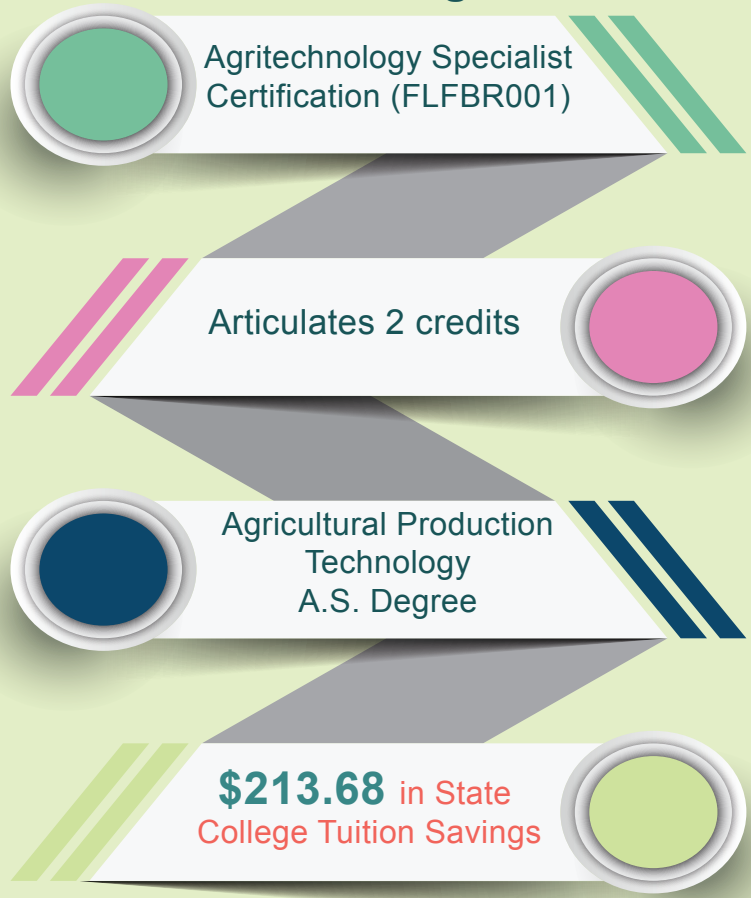 Agritechnology Specialist
Certification (FLFBR001)
Articulates 2 credits
Agricultural Production
Technology
A.S. Degree
$213.68 in State
College Tuition Savings